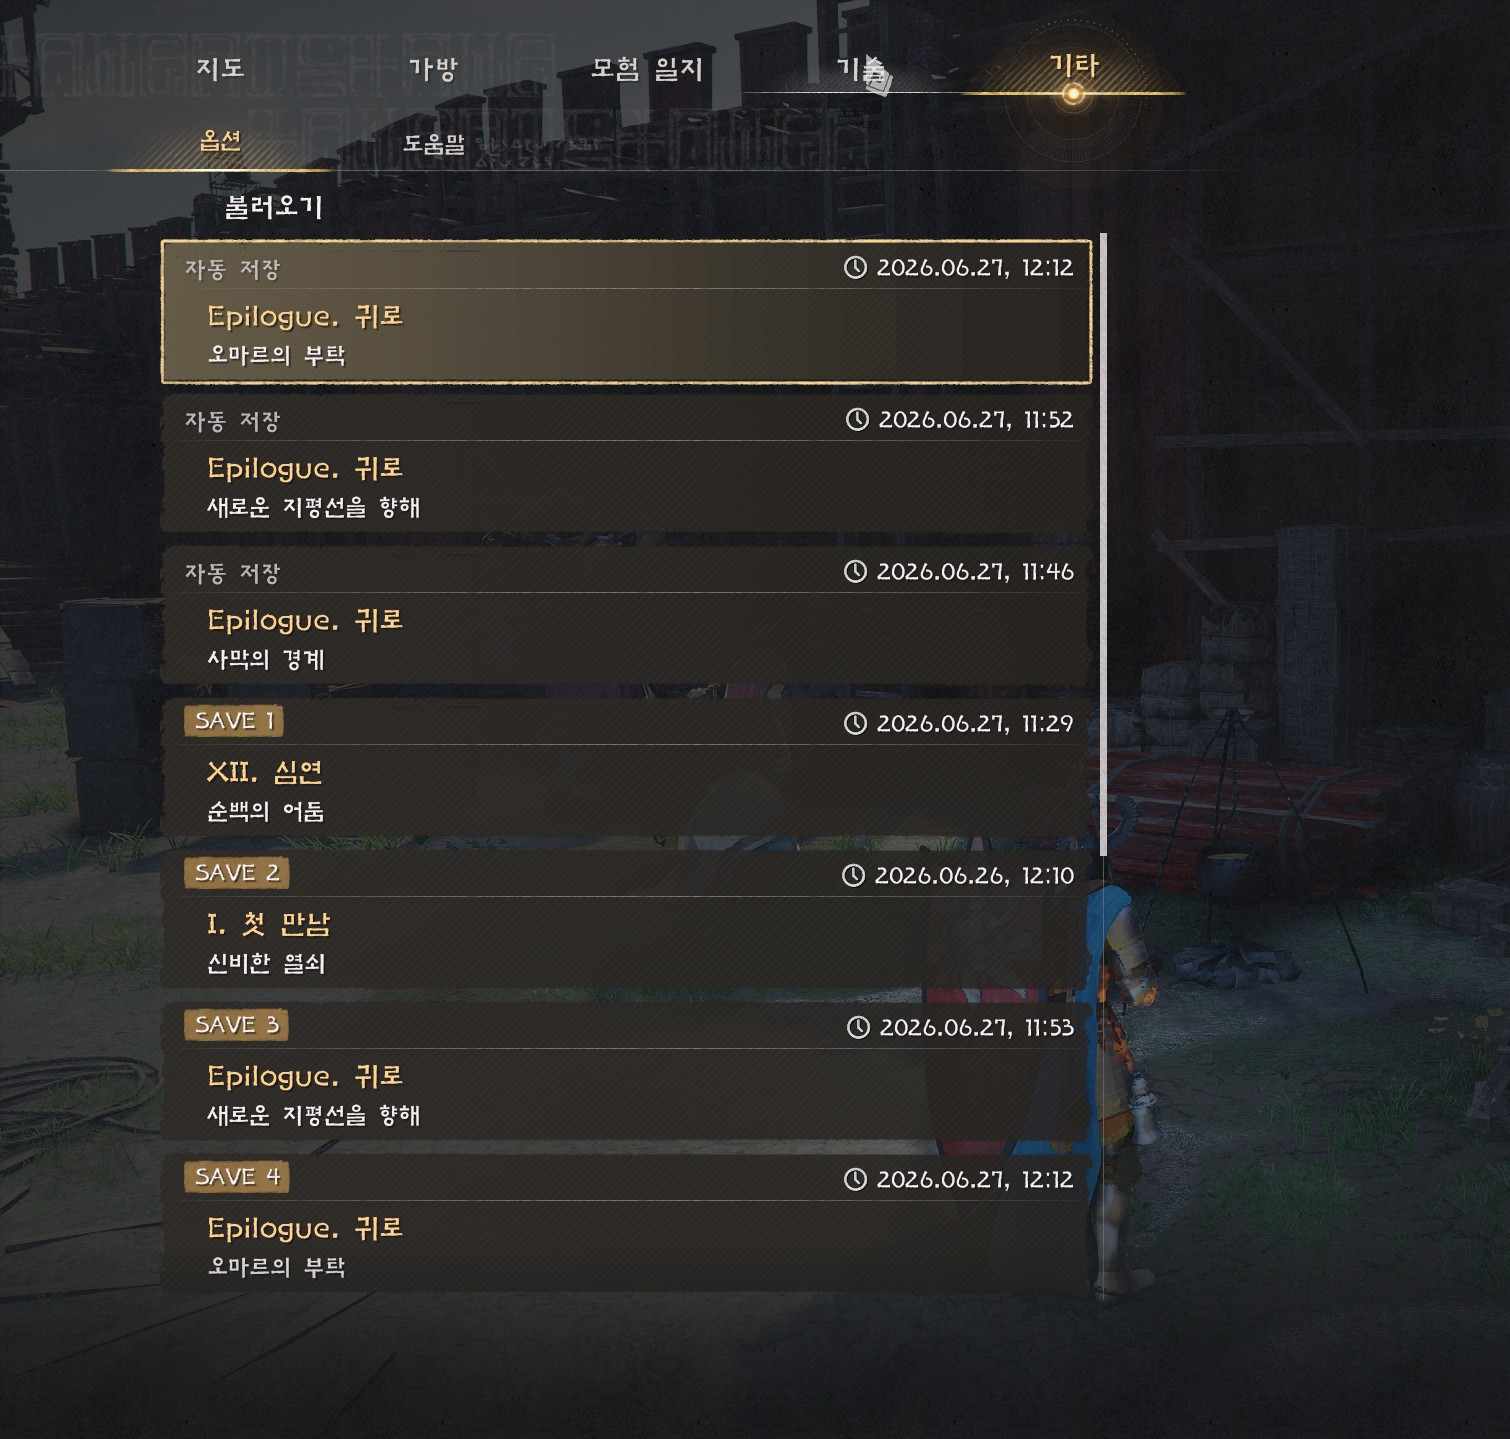 지도 가방 모험 일지 기술 기타
옵션 도움말
불러오기
자동 저장 2026.06.27, 12:12
Epilogue. 귀로
오마르의 부탁
자동 저장 2026.06.27, 11:52
Epilogue. 귀로
새로운 지평선을 향해
자동 저장 2026.06.27, 11:46
Epilogue. 귀로
사막의 경계
SAVE 1 2026.06.27, 11:29
XII. 심연
순백의 어둠
SAVE 2 2026.06.26, 12:10
I. 첫 만남
신비한 열쇠
SAVE 3 2026.06.27, 11:53
Epilogue. 귀로
새로운 지평선을 향해
SAVE 4 2026.06.27, 12:12
Epilogue. 귀로
오마르의 부탁